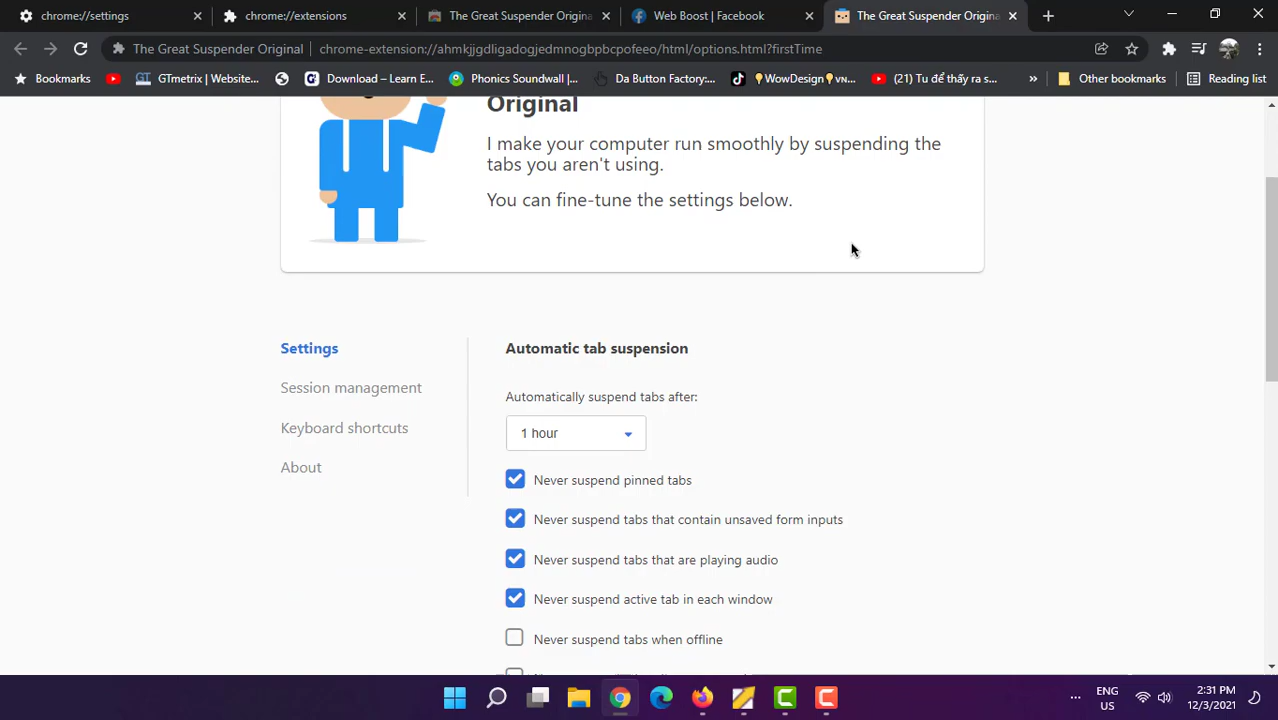 chrome://settings
chrome://extensions
The Great Suspender Origina
Web Boost | Facebook
The Great Suspender Origina
The Great Suspender Original
chrome-extension://ahmkjjgdligadogjedmnogbpbcpofeeo/html/options.html?firstTime
Bookmarks
GTmetrix | Website...
Download – Learn E...
Phonics Soundwall |...
Da Button Factory:...
WowDesign
vn...
(21) Tu để thấy ra s...
Other bookmarks
Reading list
Original
I make your computer run smoothly by suspending the
tabs you aren't using.
You can fine-tune the settings below.
Settings
Session management
Keyboard shortcuts
About
Automatic tab suspension
Automatically suspend tabs after:
1 hour
Never suspend pinned tabs
Never suspend tabs that contain unsaved form inputs
Never suspend tabs that are playing audio
Never suspend active tab in each window
Never suspend tabs when offline
ENG
US
2:31 PM
12/3/2021